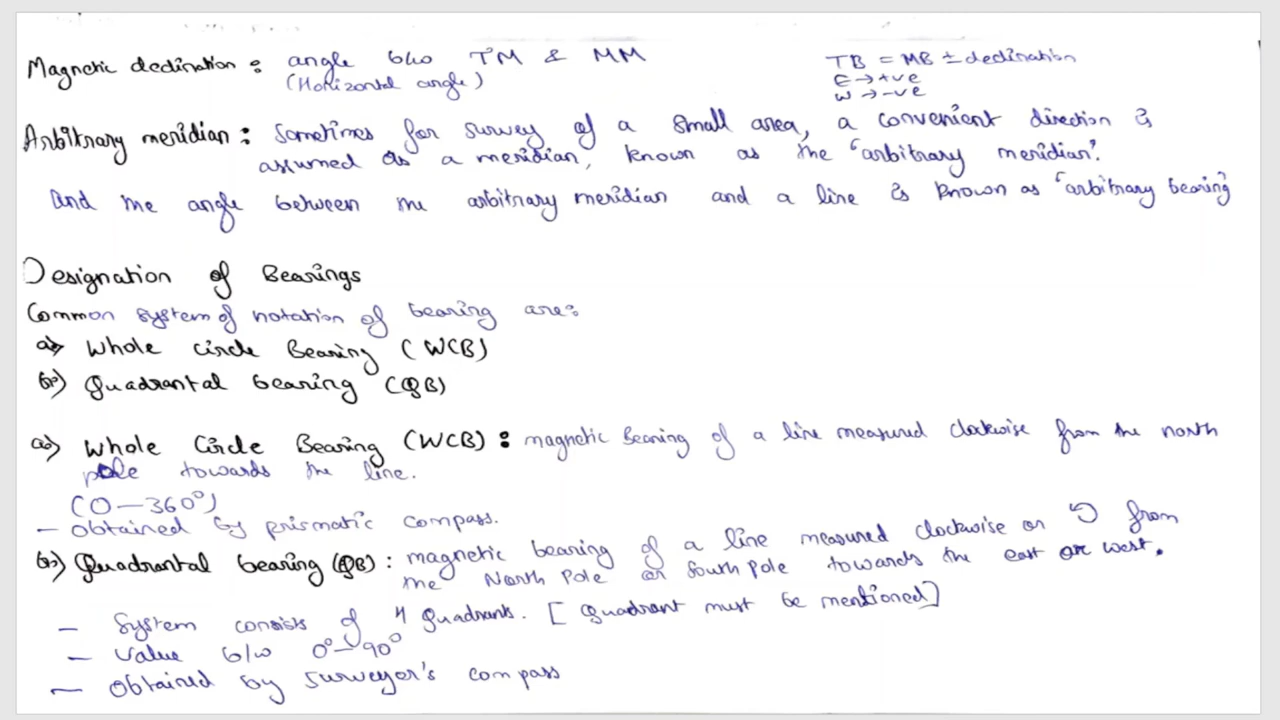 Magnetic declination : angle b/w TM & MM
(Horizontal angle)
TB = MB ± declination
E → +ve
W → -ve
Arbitrary meridian : Sometimes for survey of a small area, a convenient direction is
assumed as a meridian, known as the 'arbitrary meridian'.
And the angle between the arbitrary meridian and a line is known as 'arbitrary bearing'
Designation of Bearings
Common system of notation of bearing are:
a) Whole circle Bearing (WCB)
b) Quadrantal bearing (QB)
a) Whole Circle Bearing (WCB) : magnetic Bearing of a line measured clockwise from the north
pole towards the line.
(0-360°)
- Obtained by prismatic compass.
b) Quadrantal bearing (QB) : magnetic bearing of a line measured clockwise or ↺ from
the North Pole or South pole towards the east or west.
- System consists of 4 Quadrants. [Quadrant must be mentioned]
- Value b/w 0°-90°
- Obtained by surveyor's compass